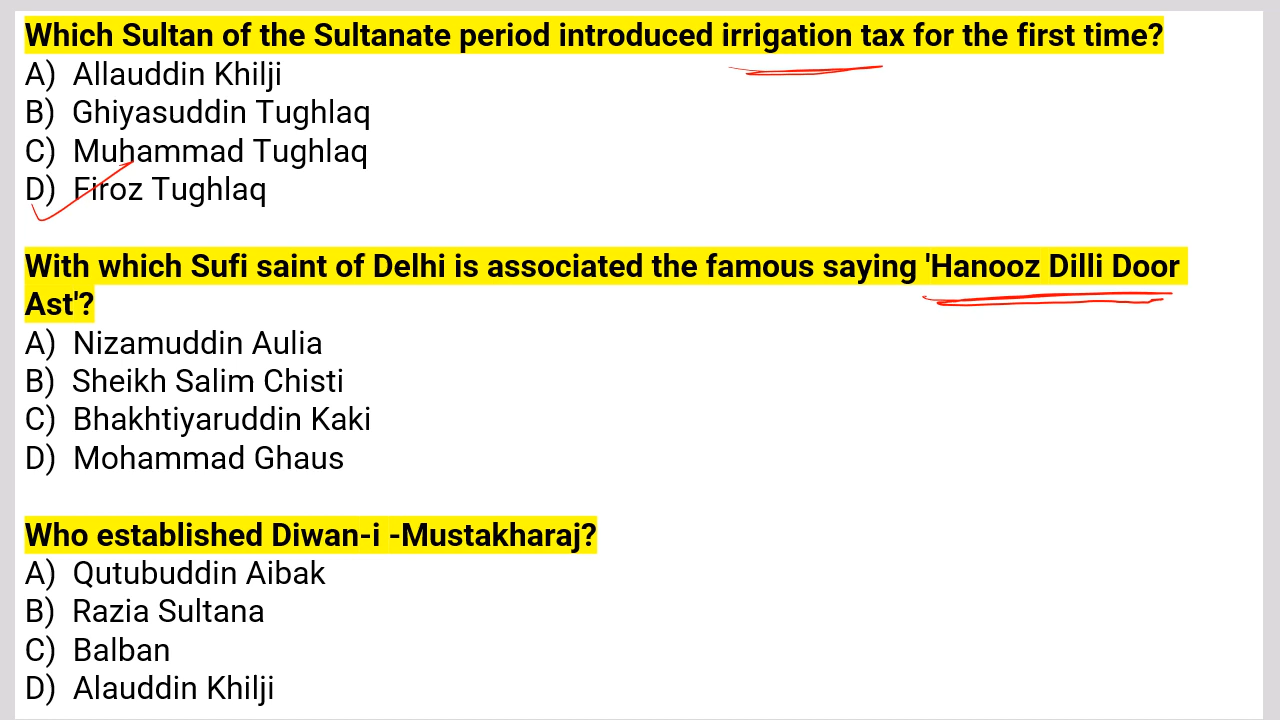 Which Sultan of the Sultanate period introduced irrigation tax for the first time?
A) Allauddin Khilji
B) Ghiyasuddin Tughlaq
C) Muhammad Tughlaq
D) Firoz Tughlaq
With which Sufi saint of Delhi is associated the famous saying 'Hanooz Dilli Door
Ast'?
A) Nizamuddin Aulia
B) Sheikh Salim Chisti
C) Bhakhtiyaruddin Kaki
D) Mohammad Ghaus
Who established Diwan-i -Mustakharaj?
A) Qutubuddin Aibak
B) Razia Sultana
C) Balban
D) Alauddin Khilji